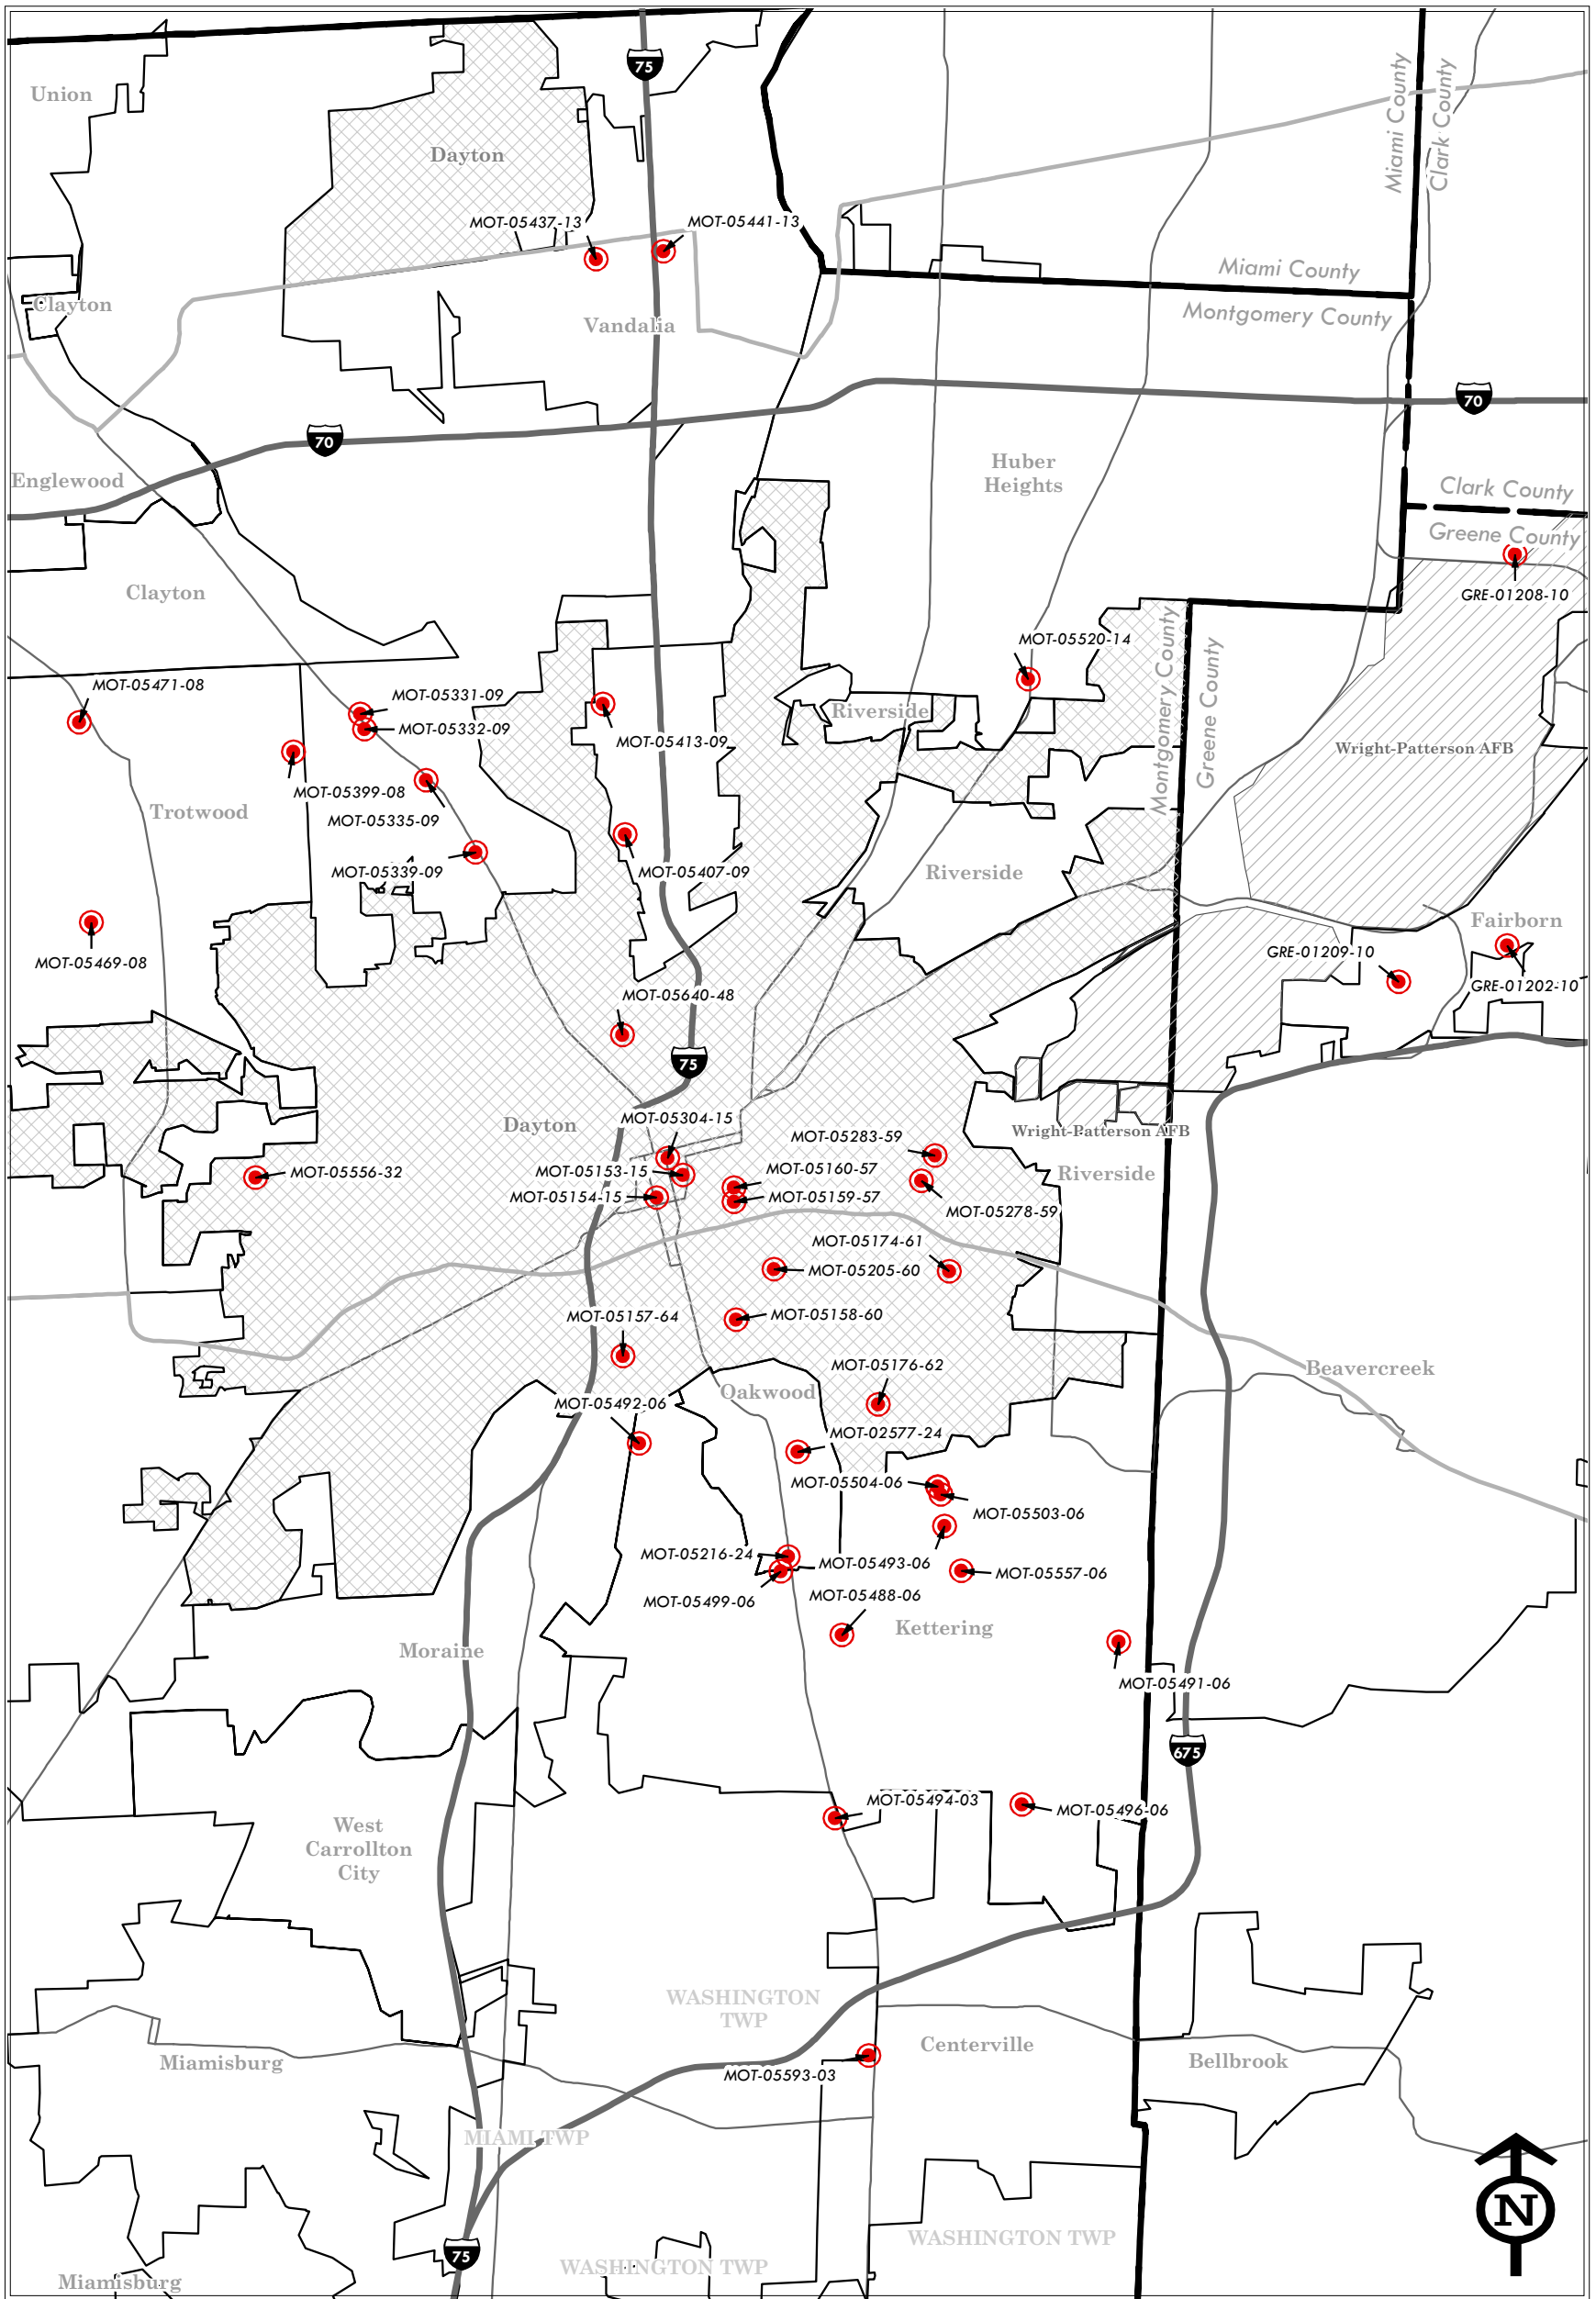 75
Union
Miami County
Clark County
Dayton
MOT-05437-13
MOT-05441-13
Miami County
Clayton
Montgomery County
Vandalia
70
70
Huber
Heights
Englewood
Clark County
Greene County
Clayton
GRE-01208-10
MOT-05520-14
Montgomery County
Greene County
MOT-05471-08
MOT-05331-09
Riverside
MOT-05332-09
MOT-05413-09
Wright-Patterson AFB
MOT-05399-08
Trotwood
MOT-05335-09
MOT-05339-09
MOT-05407-09
Riverside
Fairborn
MOT-05469-08
GRE-01209-10
GRE-01202-10
MOT-05640-48
75
MOT-05304-15
Dayton
MOT-05283-59
Wright-Patterson AFB
MOT-05556-32
MOT-05153-15
MOT-05160-57
Riverside
MOT-05154-15
MOT-05159-57
MOT-05278-59
MOT-05174-61
MOT-05205-60
MOT-05157-64
MOT-05158-60
MOT-05176-62
Beavercreek
Oakwood
MOT-05492-06
MOT-02577-24
MOT-05504-06
MOT-05503-06
MOT-05216-24
MOT-05493-06
MOT-05557-06
MOT-05499-06
MOT-05488-06
Kettering
Moraine
MOT-05491-06
675
MOT-05494-03
MOT-05496-06
West
Carrollton
City
WASHINGTON
TWP
Centerville
Miamisburg
Bellbrook
MOT-05593-03
MIAMI TWP
N
WASHINGTON TWP
75
WASHINGTON TWP
Miamisburg